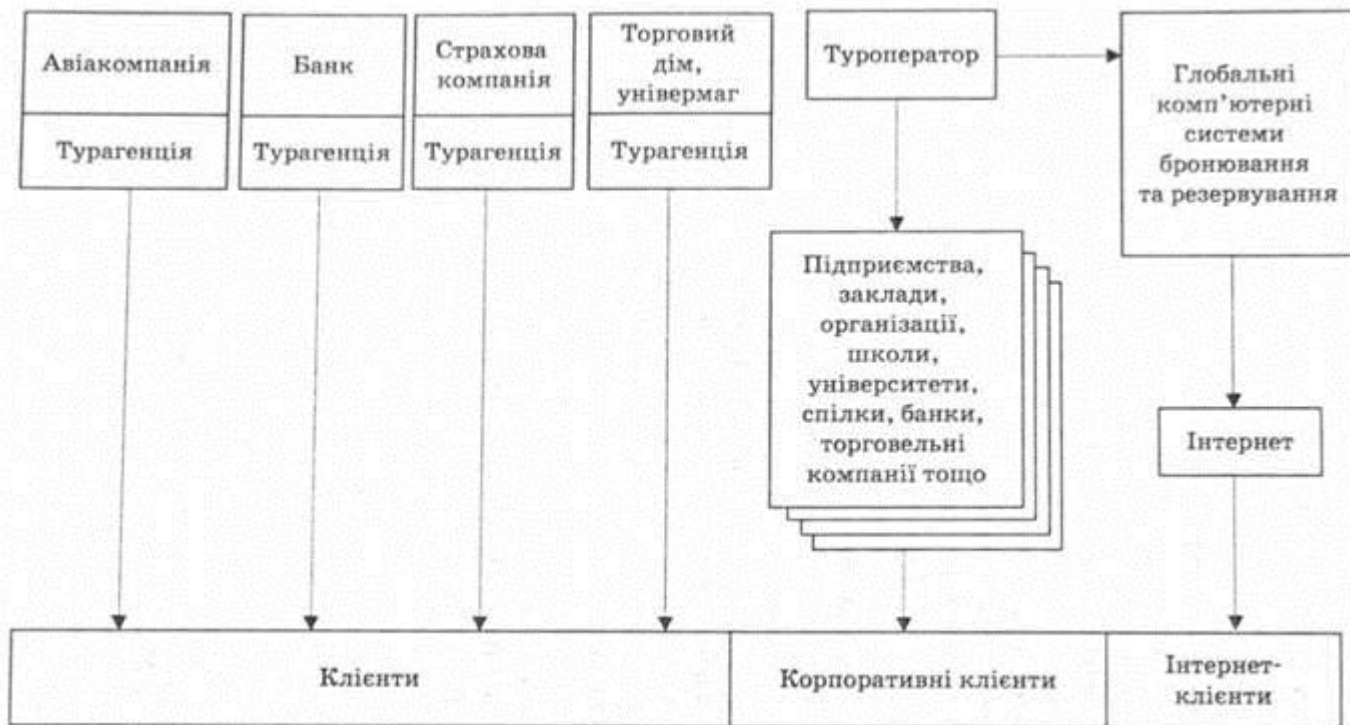 Авіакомпанія
Турагенція
Банк
Турагенція
Страхова
компанія
Турагенція
Торговий
дім,
універмаг
Турагенція
Туроператор
Глобальні
комп’ютерні
системи
бронювання
та резервування
Підприємства,
заклади,
організації,
школи,
університети,
спілки, банки,
торговельні
компанії тощо
Інтернет
Клієнти
Корпоративні клієнти
Інтернет-
клієнти